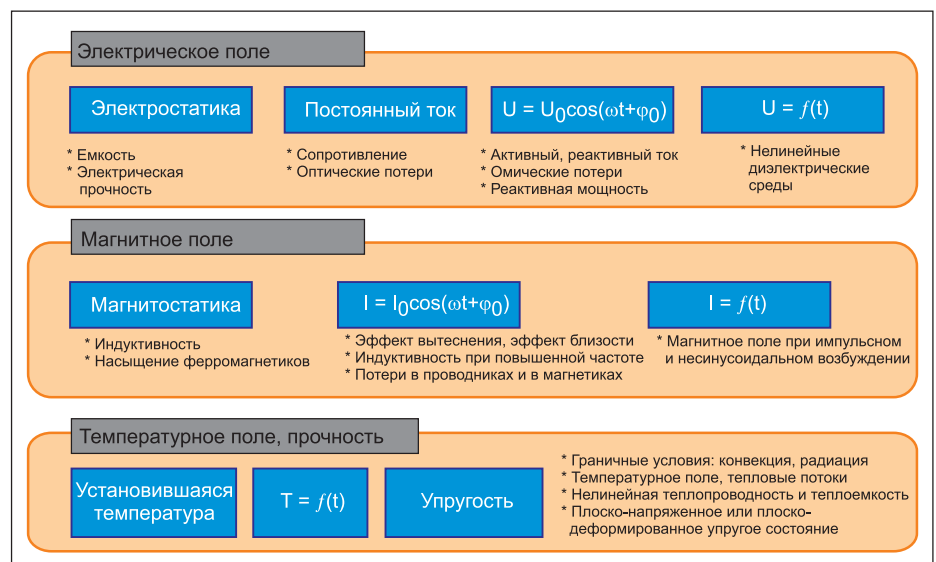 Электрическое поле
Электростатика
* Емкость
* Электрическая
прочность
Постоянный ток
* Сопротивление
* Оптические потери
U = U0cos(ωt+φ0)
* Активный, реактивный ток
* Омические потери
* Реактивная мощность
U = f(t)
* Нелинейные
диэлектрические
среды
Магнитное поле
Магнитостатика
* Индуктивность
* Насыщение ферромагнетиков
I = I0cos(ωt+φ0)
* Эффект вытеснения, эффект близости
* Индуктивность при повышенной частоте
* Потери в проводниках и в магнетиках
I = f(t)
* Магнитное поле при импульсном
и несинусоидальном возбуждении
Температурное поле, прочность
Установившаяся
температура
T = f(t)
Упругость
* Граничные условия: конвекция, радиация
* Температурное поле, тепловые потоки
* Нелинейная теплопроводность и теплоемкость
* Плоско-напряженное или плоско-
деформированное упругое состояние